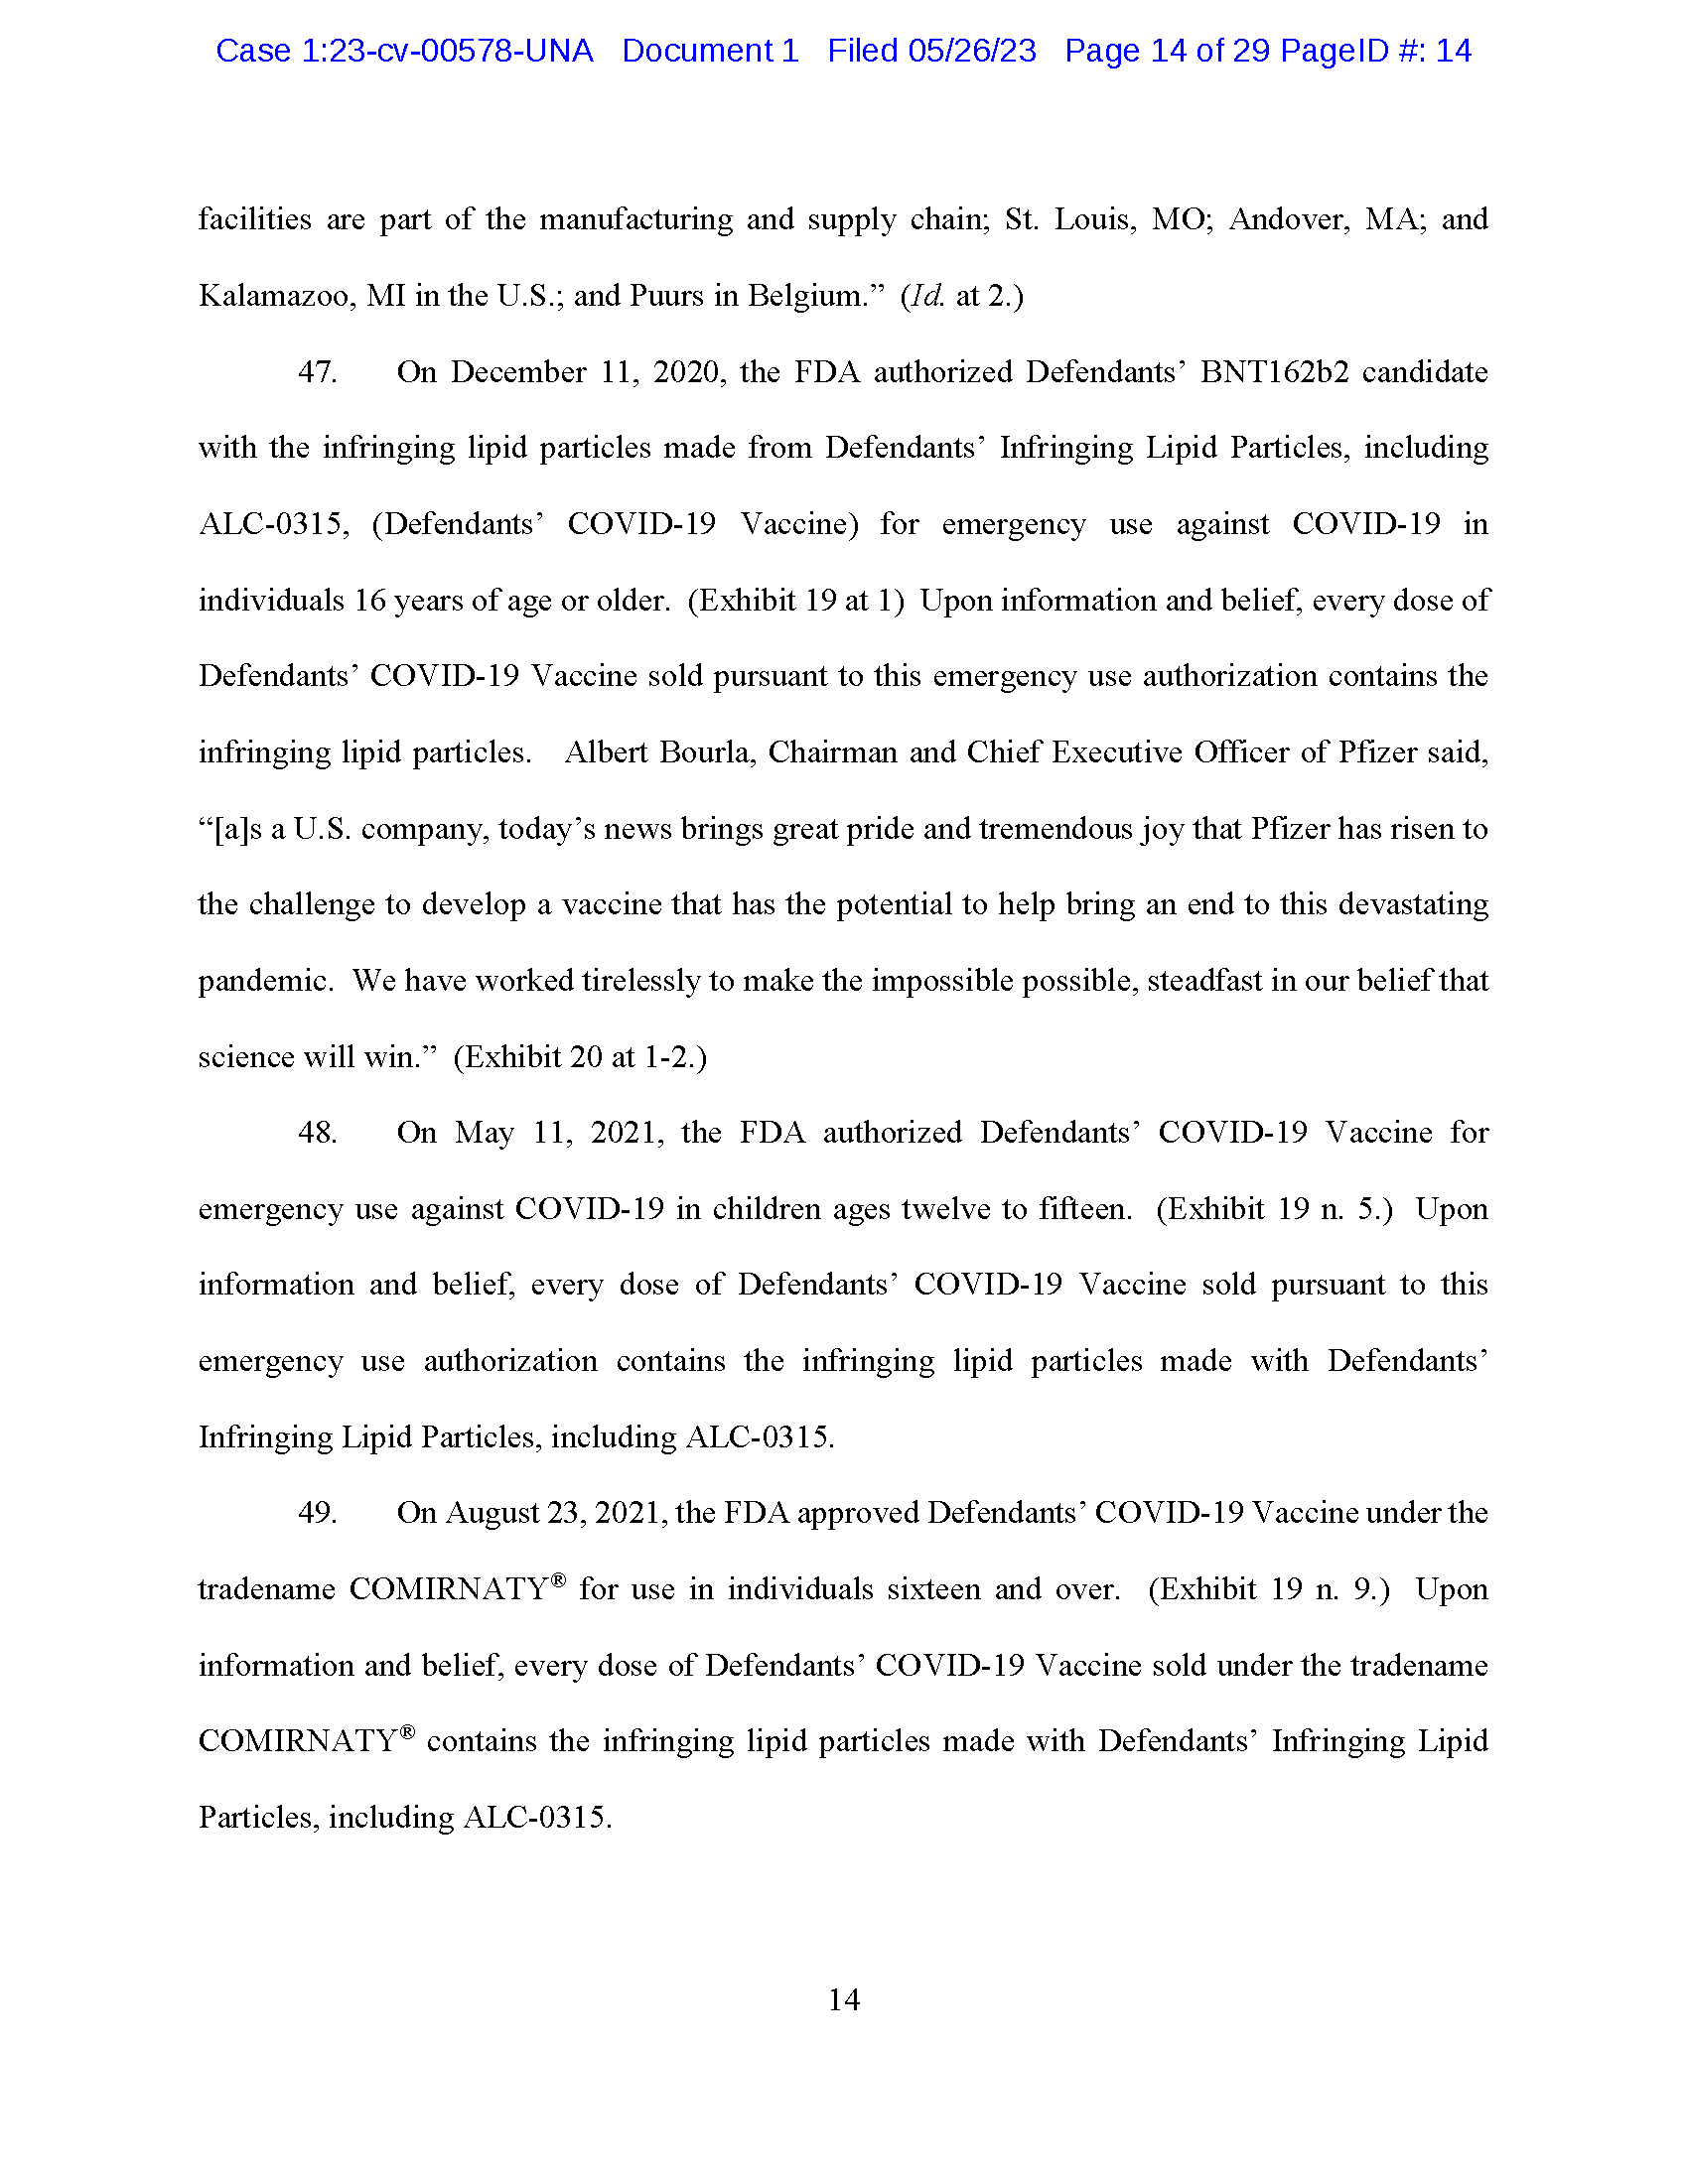 Case 1:23-cv-00578-UNA Document 1 Filed 05/26/23 Page 14 of 29 PageID #: 14
facilities are part of the manufacturing and supply chain; St. Louis, MO; Andover, MA; and
Kalamazoo, MI in the U.S.; and Puurs in Belgium.” (Id. at 2.)
47. On December 11, 2020, the FDA authorized Defendants’ BNT162b2 candidate
with the infringing lipid particles made from Defendants’ Infringing Lipid Particles, including
ALC-0315, (Defendants’ COVID-19 Vaccine) for emergency use against COVID-19 in
individuals 16 years of age or older. (Exhibit 19 at 1) Upon information and belief, every dose of
Defendants’ COVID-19 Vaccine sold pursuant to this emergency use authorization contains the
infringing lipid particles. Albert Bourla, Chairman and Chief Executive Officer of Pfizer said,
“[a]s a U.S. company, today’s news brings great pride and tremendous joy that Pfizer has risen to
the challenge to develop a vaccine that has the potential to help bring an end to this devastating
pandemic. We have worked tirelessly to make the impossible possible, steadfast in our belief that
science will win.” (Exhibit 20 at 1-2.)
48. On May 11, 2021, the FDA authorized Defendants’ COVID-19 Vaccine for
emergency use against COVID-19 in children ages twelve to fifteen. (Exhibit 19 n. 5.) Upon
information and belief, every dose of Defendants’ COVID-19 Vaccine sold pursuant to this
emergency use authorization contains the infringing lipid particles made with Defendants’
Infringing Lipid Particles, including ALC-0315.
49. On August 23, 2021, the FDA approved Defendants’ COVID-19 Vaccine under the
tradename COMIRNATY® for use in individuals sixteen and over. (Exhibit 19 n. 9.) Upon
information and belief, every dose of Defendants’ COVID-19 Vaccine sold under the tradename
COMIRNATY® contains the infringing lipid particles made with Defendants’ Infringing Lipid
Particles, including ALC-0315.
14